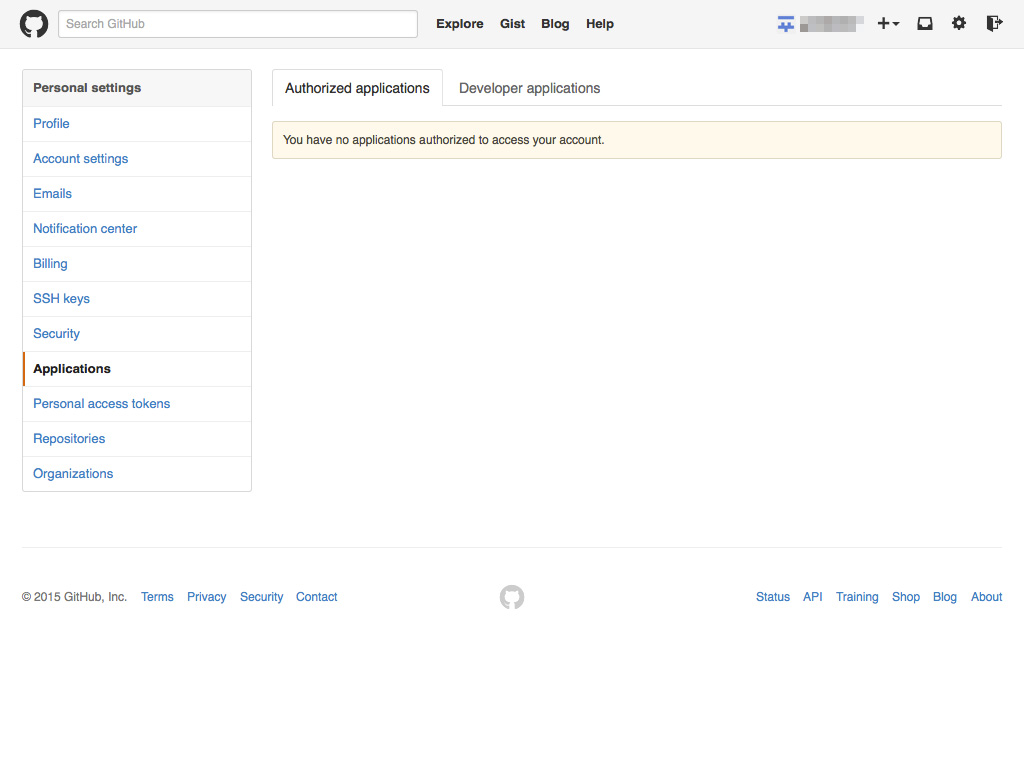 Search GitHub
Explore Gist Blog Help
Personal settings
Profile
Account settings
Emails
Notification center
Billing
SSH keys
Security
Applications
Personal access tokens
Repositories
Organizations
Authorized applications Developer applications
You have no applications authorized to access your account.
© 2015 GitHub, Inc. Terms Privacy Security Contact
Status API Training Shop Blog About